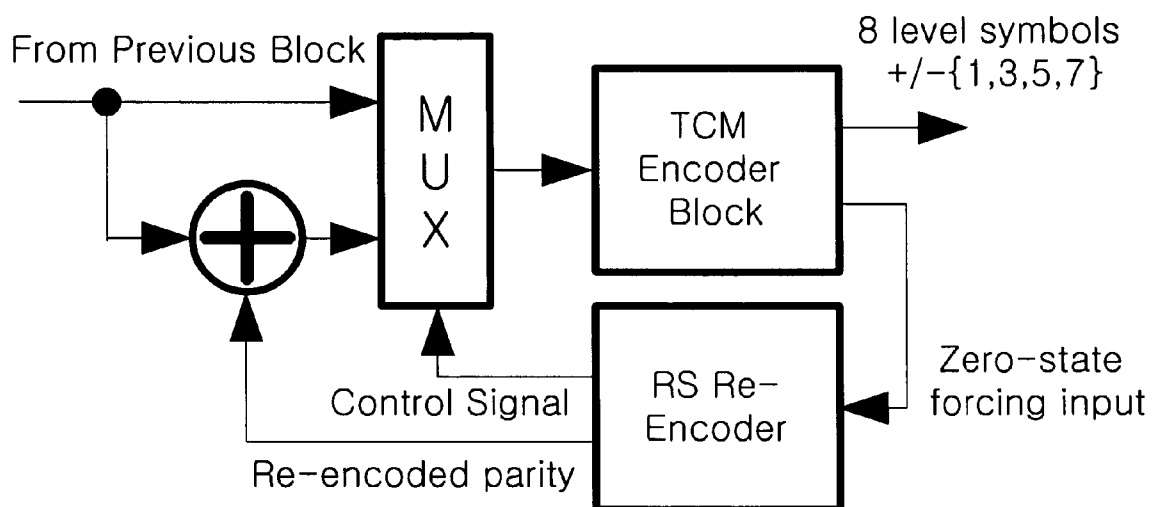 From Previous Block
8 level symbols
+/-{1,3,5,7}
M
U
X
TCM
Encoder
Block
Control Signal
RS Re-
Encoder
Zero-state
forcing input
Re-encoded parity